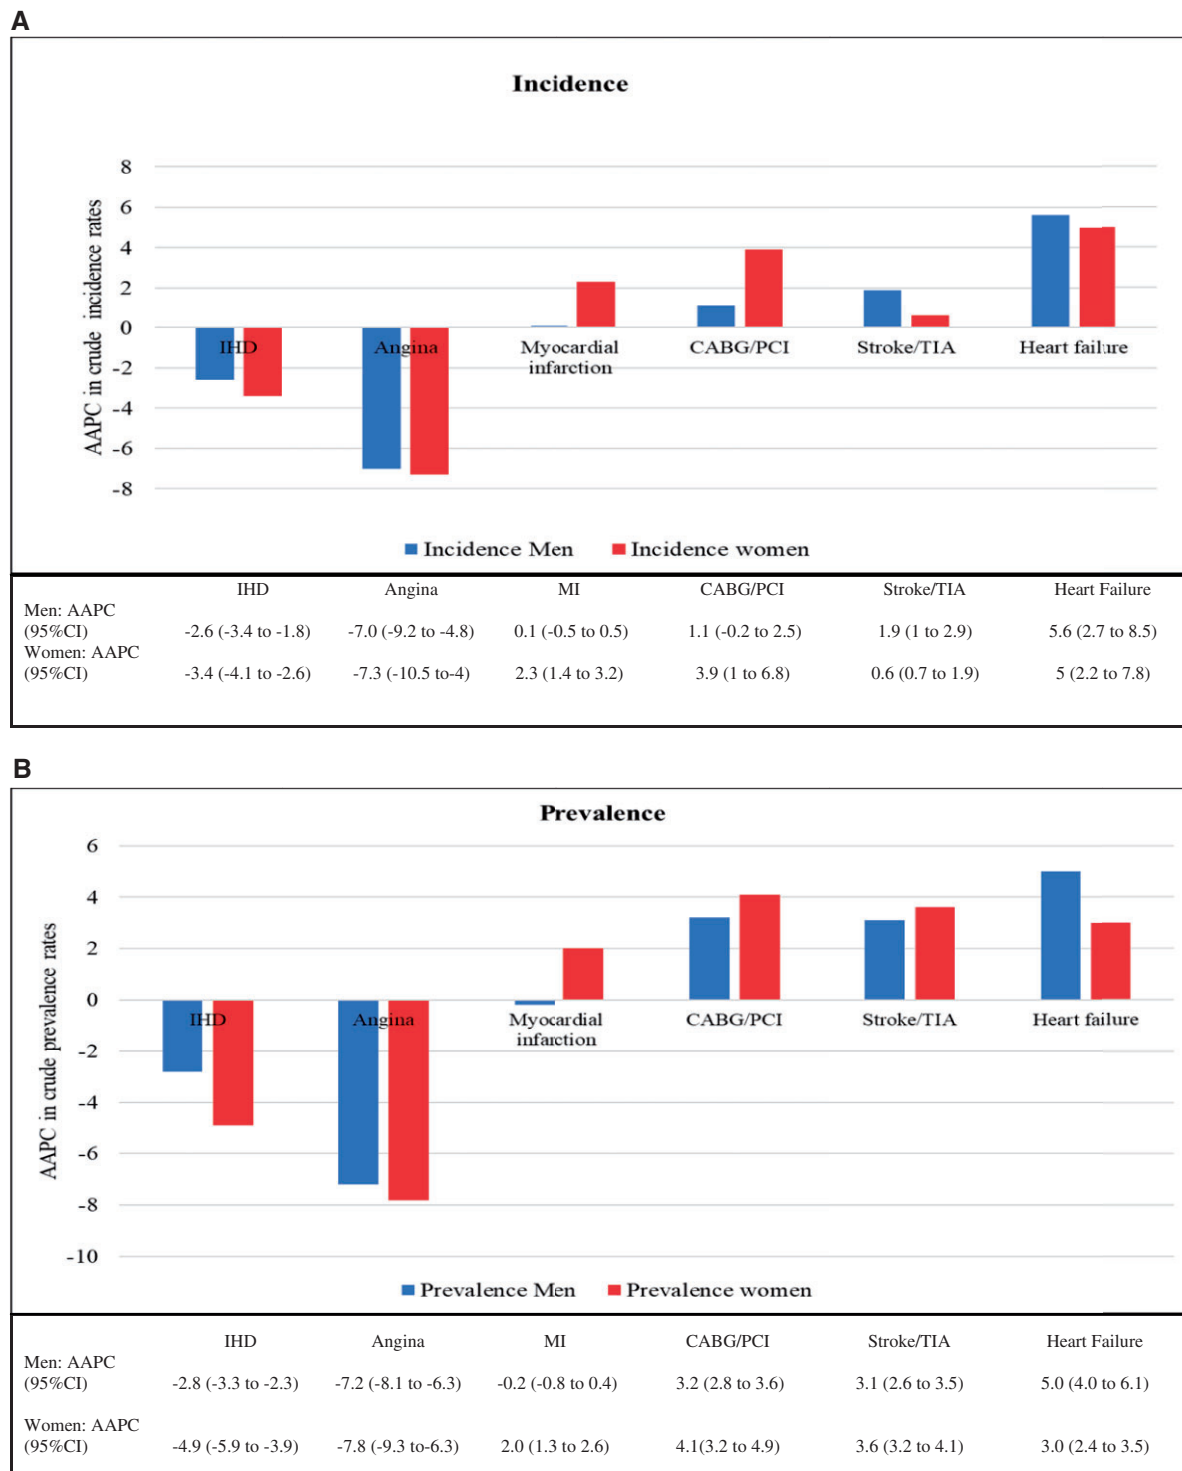 A
Incidence
AAPC in crude incidence rates
8
6
4
2
0
-2
-4
-6
-8
IHD Angina Myocardial infarction CABG/PCI Stroke/TIA Heart failure
Incidence Men Incidence women
IHD Angina MI CABG/PCI Stroke/TIA Heart Failure
Men: AAPC
(95%CI) -2.6 (-3.4 to -1.8) -7.0 (-9.2 to -4.8) 0.1 (-0.5 to 0.5) 1.1 (-0.2 to 2.5) 1.9 (1 to 2.9) 5.6 (2.7 to 8.5)
Women: AAPC
(95%CI) -3.4 (-4.1 to -2.6) -7.3 (-10.5 to-4) 2.3 (1.4 to 3.2) 3.9 (1 to 6.8) 0.6 (0.7 to 1.9) 5 (2.2 to 7.8)
B
Prevalence
AAPC in crude prevalence rates
6
4
2
0
-2
-4
-6
-8
-10
IHD Angina Myocardial infarction CABG/PCI Stroke/TIA Heart failure
Prevalence Men Prevalence women
IHD Angina MI CABG/PCI Stroke/TIA Heart Failure
Men: AAPC
(95%CI) -2.8 (-3.3 to -2.3) -7.2 (-8.1 to -6.3) -0.2 (-0.8 to 0.4) 3.2 (2.8 to 3.6) 3.1 (2.6 to 3.5) 5.0 (4.0 to 6.1)
Women: AAPC
(95%CI) -4.9 (-5.9 to -3.9) -7.8 (-9.3 to-6.3) 2.0 (1.3 to 2.6) 4.1(3.2 to 4.9) 3.6 (3.2 to 4.1) 3.0 (2.4 to 3.5)